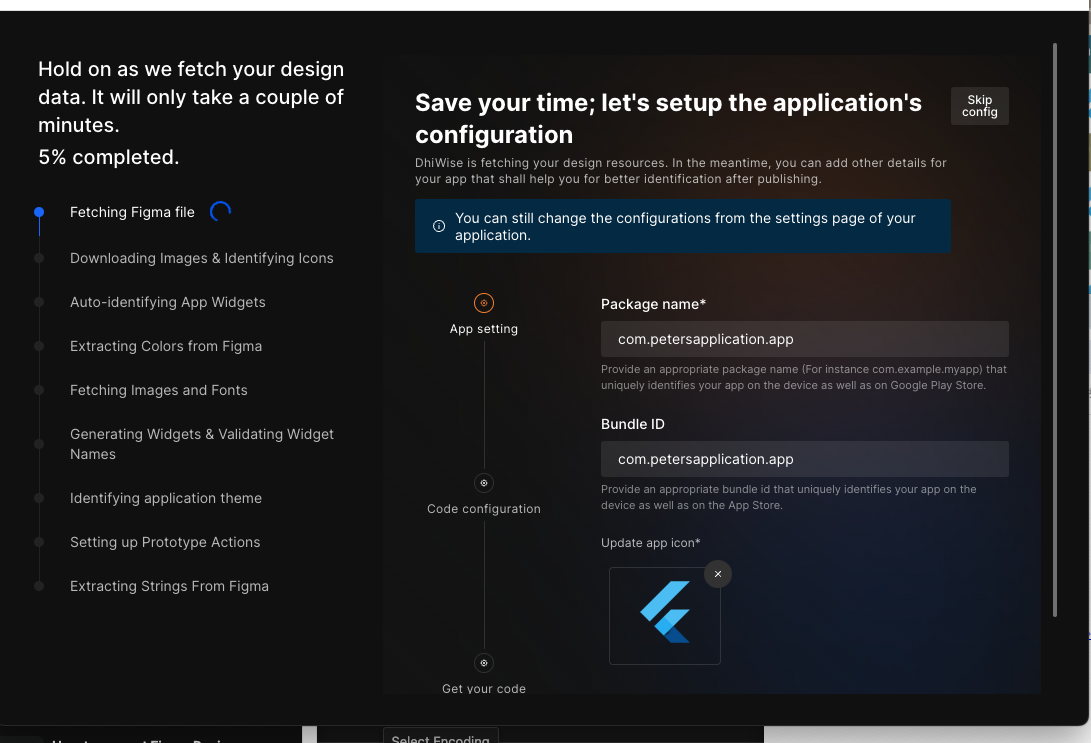 Hold on as we fetch your design
data. It will only take a couple of
minutes.
5% completed.
Fetching Figma file
Downloading Images & Identifying Icons
Auto-identifying App Widgets
Extracting Colors from Figma
Fetching Images and Fonts
Generating Widgets & Validating Widget
Names
Identifying application theme
Setting up Prototype Actions
Extracting Strings From Figma
Save your time; let's setup the application's
configuration
Skip
config
DhiWise is fetching your design resources. In the meantime, you can add other details for
your app that shall help you for better identification after publishing.
You can still change the configurations from the settings page of your
application.
App setting
Code configuration
Get your code
Package name*
com.petersapplication.app
Provide an appropriate package name (For instance com.example.myapp) that
uniquely identifies your app on the device as well as on Google Play Store.
Bundle ID
com.petersapplication.app
Provide an appropriate bundle id that uniquely identifies your app on the
device as well as on the App Store.
Update app icon*
Select Encoding